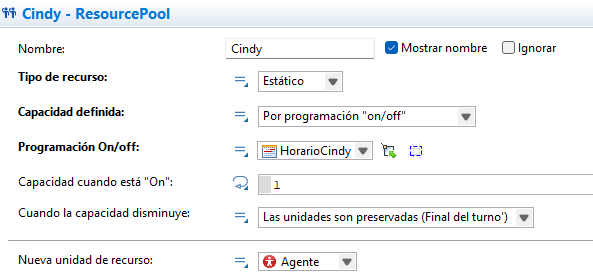 Cindy - ResourcePool
Nombre: Cindy Mostrar nombre Ignorar
Tipo de recurso: Estático
Capacidad definida: Por programación "on/off"
Programación On/off: HorarioCindy
Capacidad cuando está "On": 1
Cuando la capacidad disminuye: Las unidades son preservadas (Final del turno')
Nueva unidad de recurso: Agente